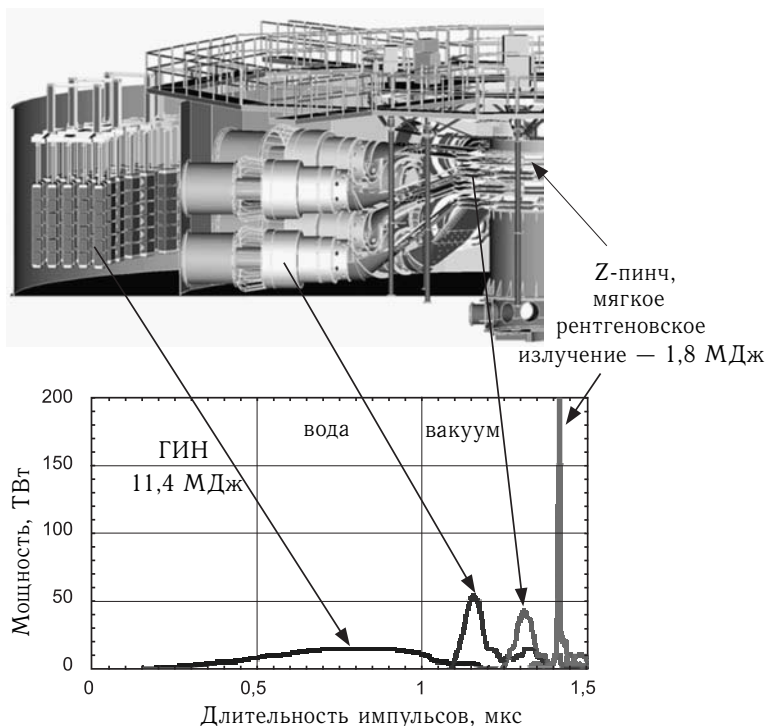 Z-пинч,
мягкое
рентгеновское
излучение — 1,8 МДж
200
150
100
50
0
Мощность, ТВт
ГИН
11,4 МДж
вода
вакуум
0
0,5
1
1,5
Длительность импульсов, мкс